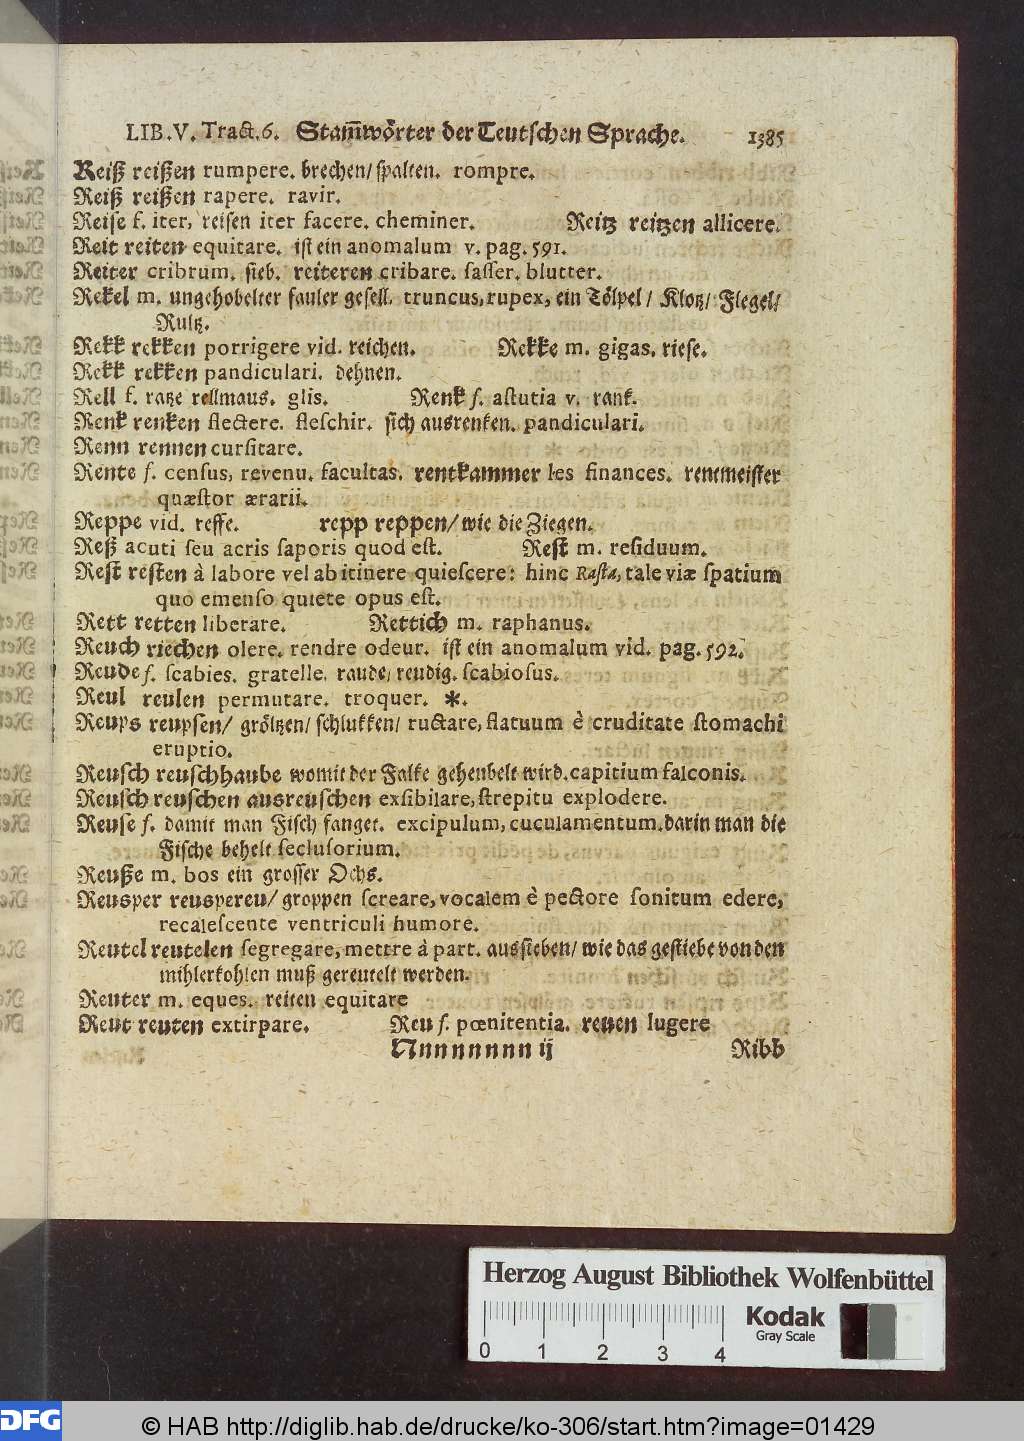 LIB.V. Tract.6. Stam̅wörter der Teutschen Sprache. 1385
Reiß reißen rumpere. brechen/ spalten. rompre.
Reiß reißen rapere. ravir.
Reise f. iter, reisen iter facere. cheminer. Reitz reitzen allicere.
Reit reiten equitare. ist ein anomalum v. pag. 591.
Reiter cribrum. sieb. reiteren cribare. sasser. blutter.
Rekel m. ungehobelter fauler gesell. truncus, rupex, ein Tölpel/ Klotz/ Flegel/
Rultz.
Rekk rekken porrigere vid. reichen. Rekke m. gigas. riese.
Rekk rekken pandiculari. dehnen.
Rell f. ratze rellmaus. glis. Renk f. astutia v. rank.
Renk renken flectere. fleschir. sich ausrenken. pandiculari.
Renn rennen cursitare.
Rente f. census, revenu. facultas. rentkammer les finances. rentmeister
quæstor ærarii.
Reppe vid. reffe. repp reppen/ wie die Ziegen.
Reß acuti seu acris saporis quod est. Rest m. residuum.
Rest resten à labore vel ab itinere quiescere: hinc Rasta, tale viæ spatium
quo emenso quiete opus est.
Rett retten liberare. Rettich m. raphanus.
Reuch riechen olere. rendre odeur. ist ein anomalum vid. pag. 592.
Reude f. scabies. gratelle. raude/ reudig. scabiosus.
Reul reulen permutare. troquer. *.
Reups reupsen/ gröltzen/ schlukken/ ructare, flatuum è cruditate stomachi
eruptio.
Reusch reuschhaube womit der Falke gehenbelt wird. capitium falconis.
Reusch reuschen ausreuschen exsibilare, strepitu explodere.
Reuse f. damit man Fisch fanget. excipulum, cuculamentum. darin man die
Fische behelt seclusorium.
Reuße m. bos ein grosser Ochs.
Reusper reuspereu/ groppen screare, vocalem è pectore sonitum edere,
recalescente ventriculi humore.
Reutel reutelen segregare, mettre à part. aussieben/ wie das gestiebe von den
mihlerkohlen muß gereutelt werden.
Reuter m. eques. reiten equitare
Reut reuten extirpare. Reu f. pœnitentia. reuen lugere
Nnnnnnnn ij Ribb
Herzog August Bibliothek Wolfenbüttel
Kodak
Gray Scale
0 1 2 3 4
DFG © HAB http://diglib.hab.de/drucke/ko-306/start.htm?image=01429